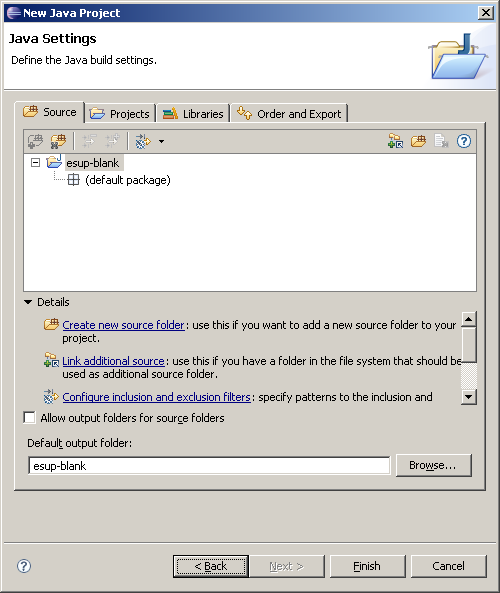 New Java Project
Java Settings
Define the Java build settings.
Source Projects Libraries Order and Export
esup-blank
(default package)
Details
Create new source folder: use this if you want to add a new source folder to your
project.
Link additional source: use this if you have a folder in the file system that should be
used as additional source folder.
Configure inclusion and exclusion filters: specify patterns to the inclusion and
Allow output folders for source folders
Default output folder:
esup-blank
Browse...
< Back
Next >
Finish
Cancel